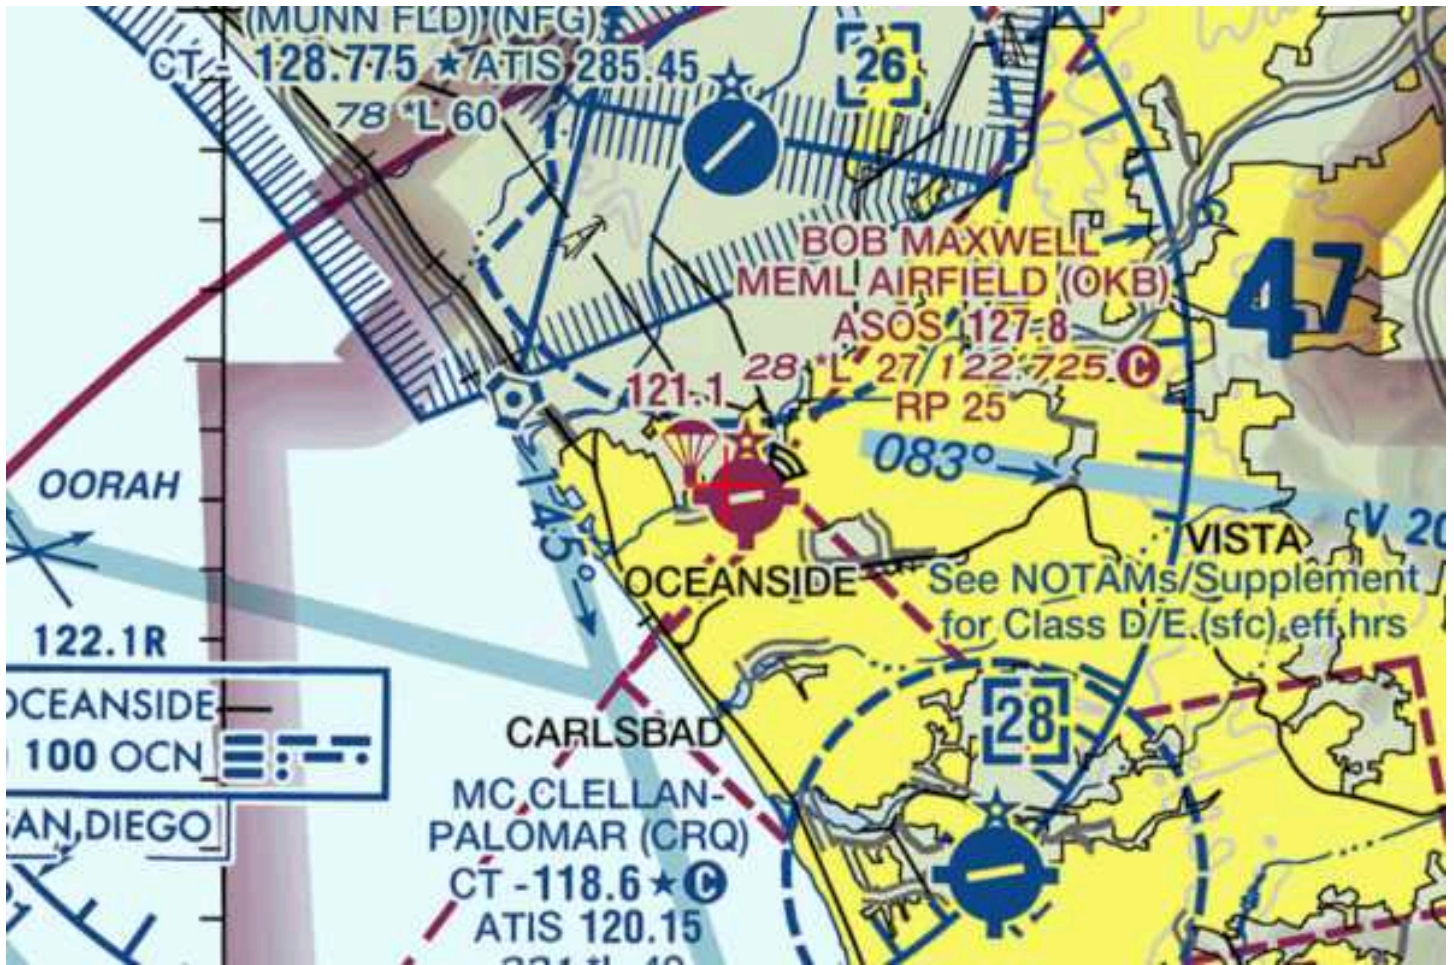 (MUNN FLD) (NFG)
CT - 128.775 ★ ATIS 285.45
78 *L 60
26
BOB MAXWELL
MEML AIRFIELD (OKB)
ASOS 127.8
28 *L 27 122.725 C
RP 25
47
121.1
083°→
OORAH
145°→
V 20
VISTA
OCEANSIDE
See NOTAMs/Supplement
for Class D/E (sfc) eff hrs
122.1R
OCEANSIDE
100 OCN
SAN DIEGO
28
CARLSBAD
MC CLELLAN-
PALOMAR (CRQ)
CT - 118.6 ★ C
ATIS 120.15